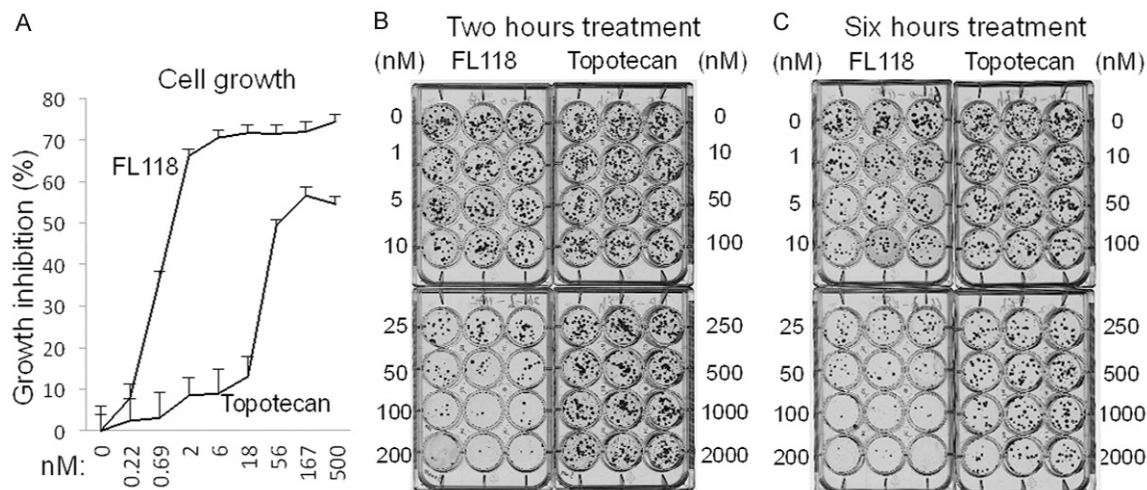 A
Cell growth
Growth inhibition (%)
80
70
60
50
40
30
20
10
0
FL118
Topotecan
nM: 0 0.22 0.69 2 6 18 56 167 500
B
Two hours treatment
(nM) FL118 Topotecan (nM)
0 0
1 10
5 50
10 100
25 250
50 500
100 1000
200 2000
C
Six hours treatment
(nM) FL118 Topotecan (nM)
0 0
1 10
5 50
10 100
25 250
50 500
100 1000
200 2000